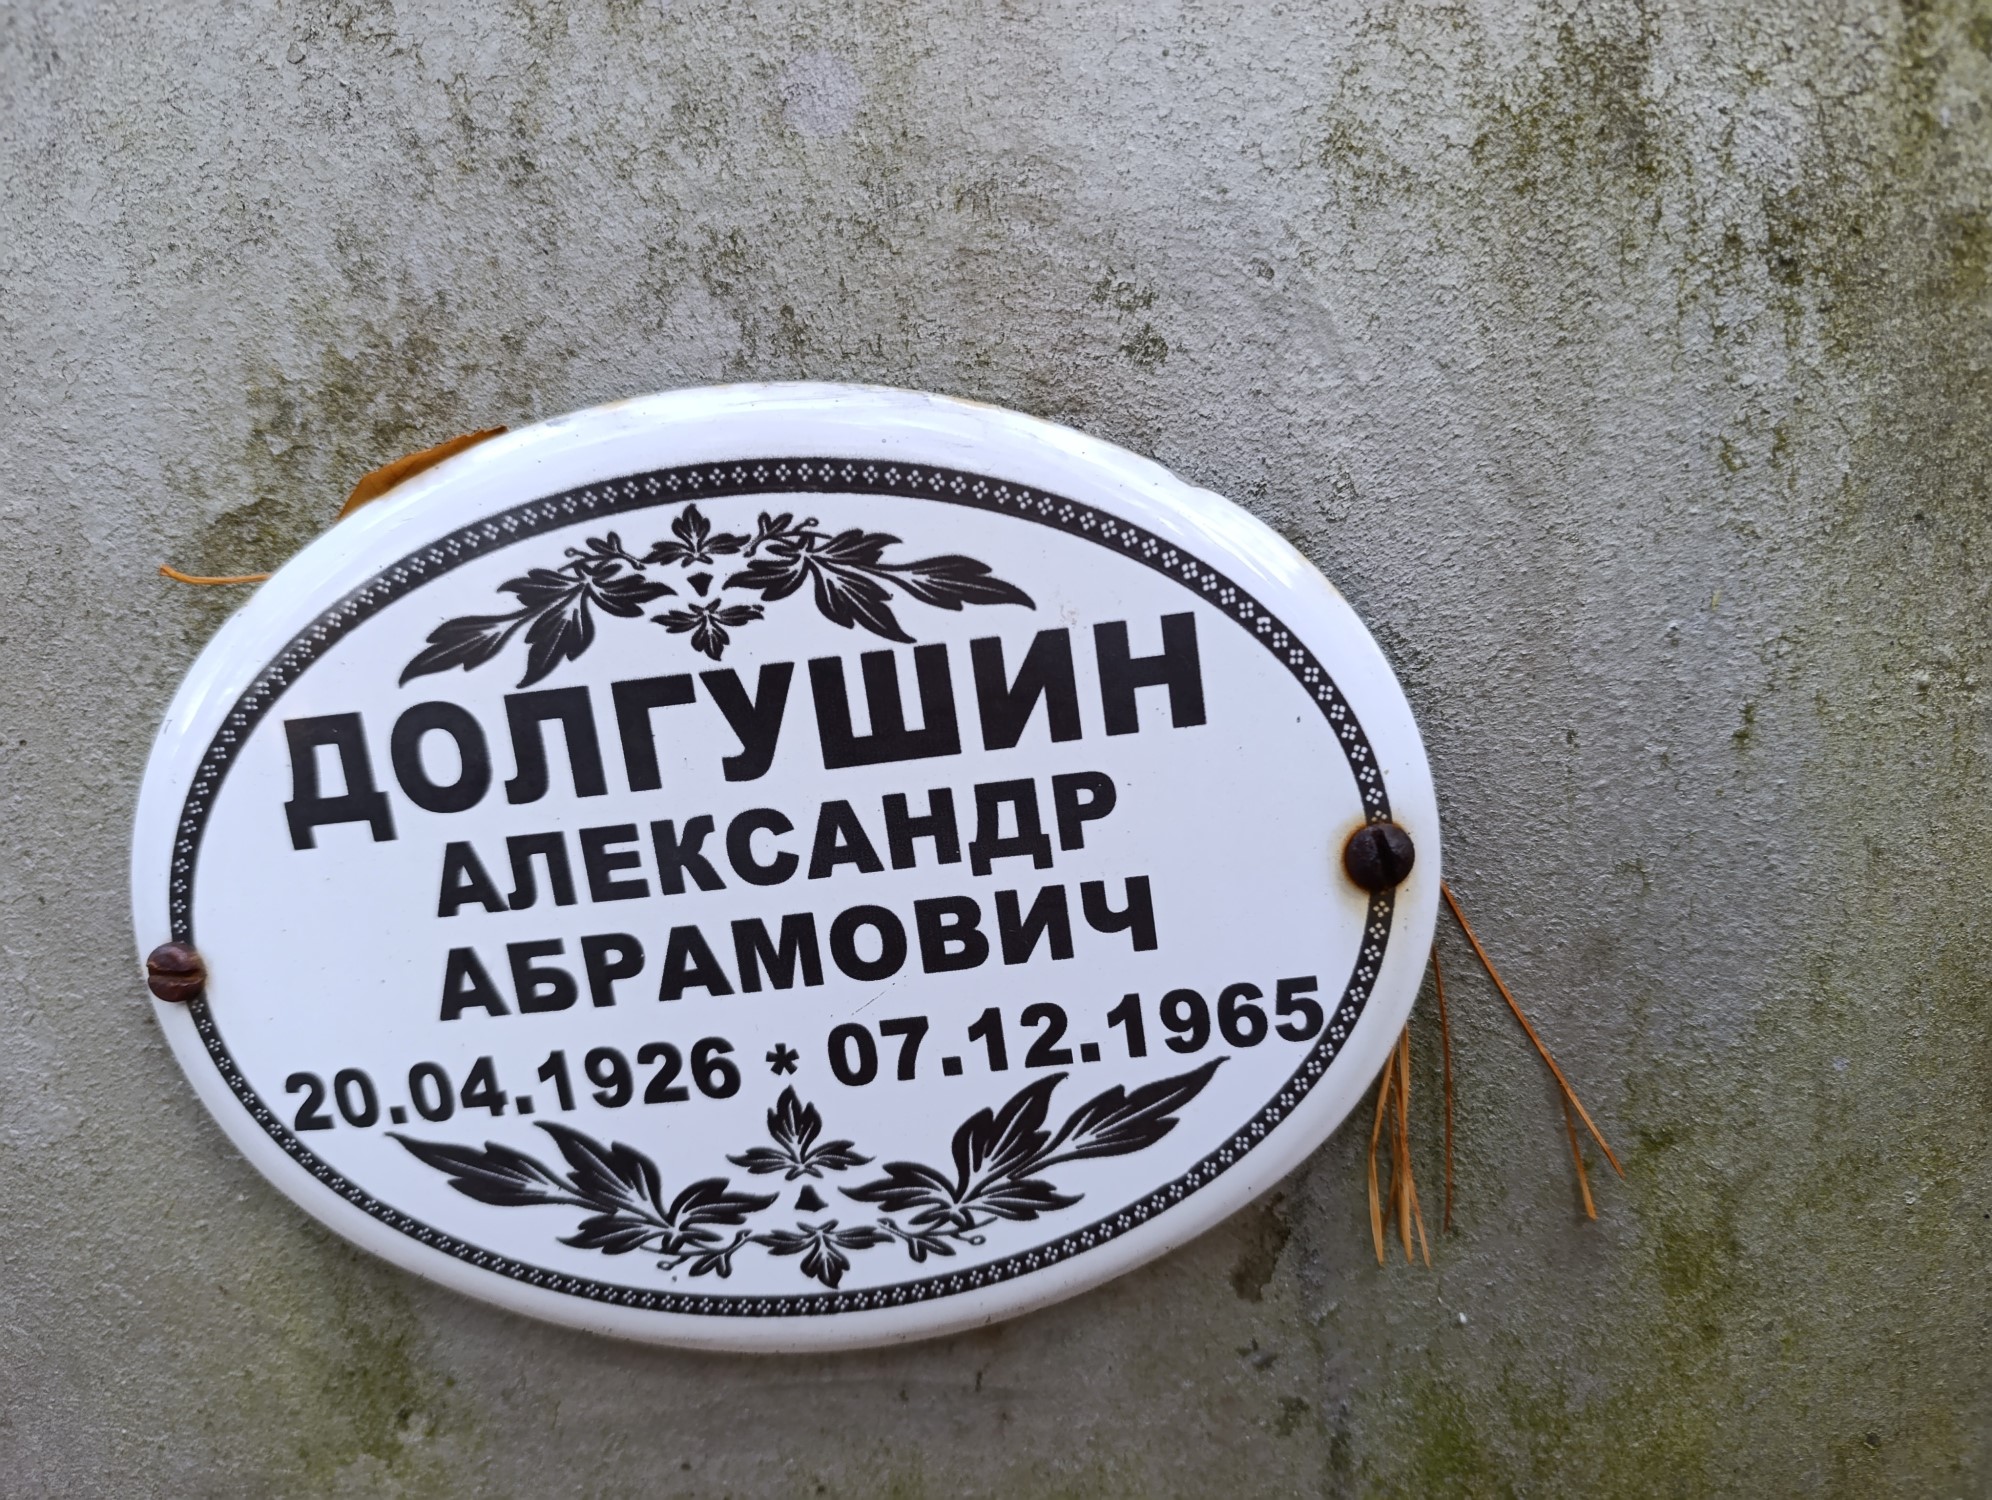 ДОЛГУШИН
АЛЕКСАНДР
АБРАМОВИЧ
20.04.1926 * 07.12.1965